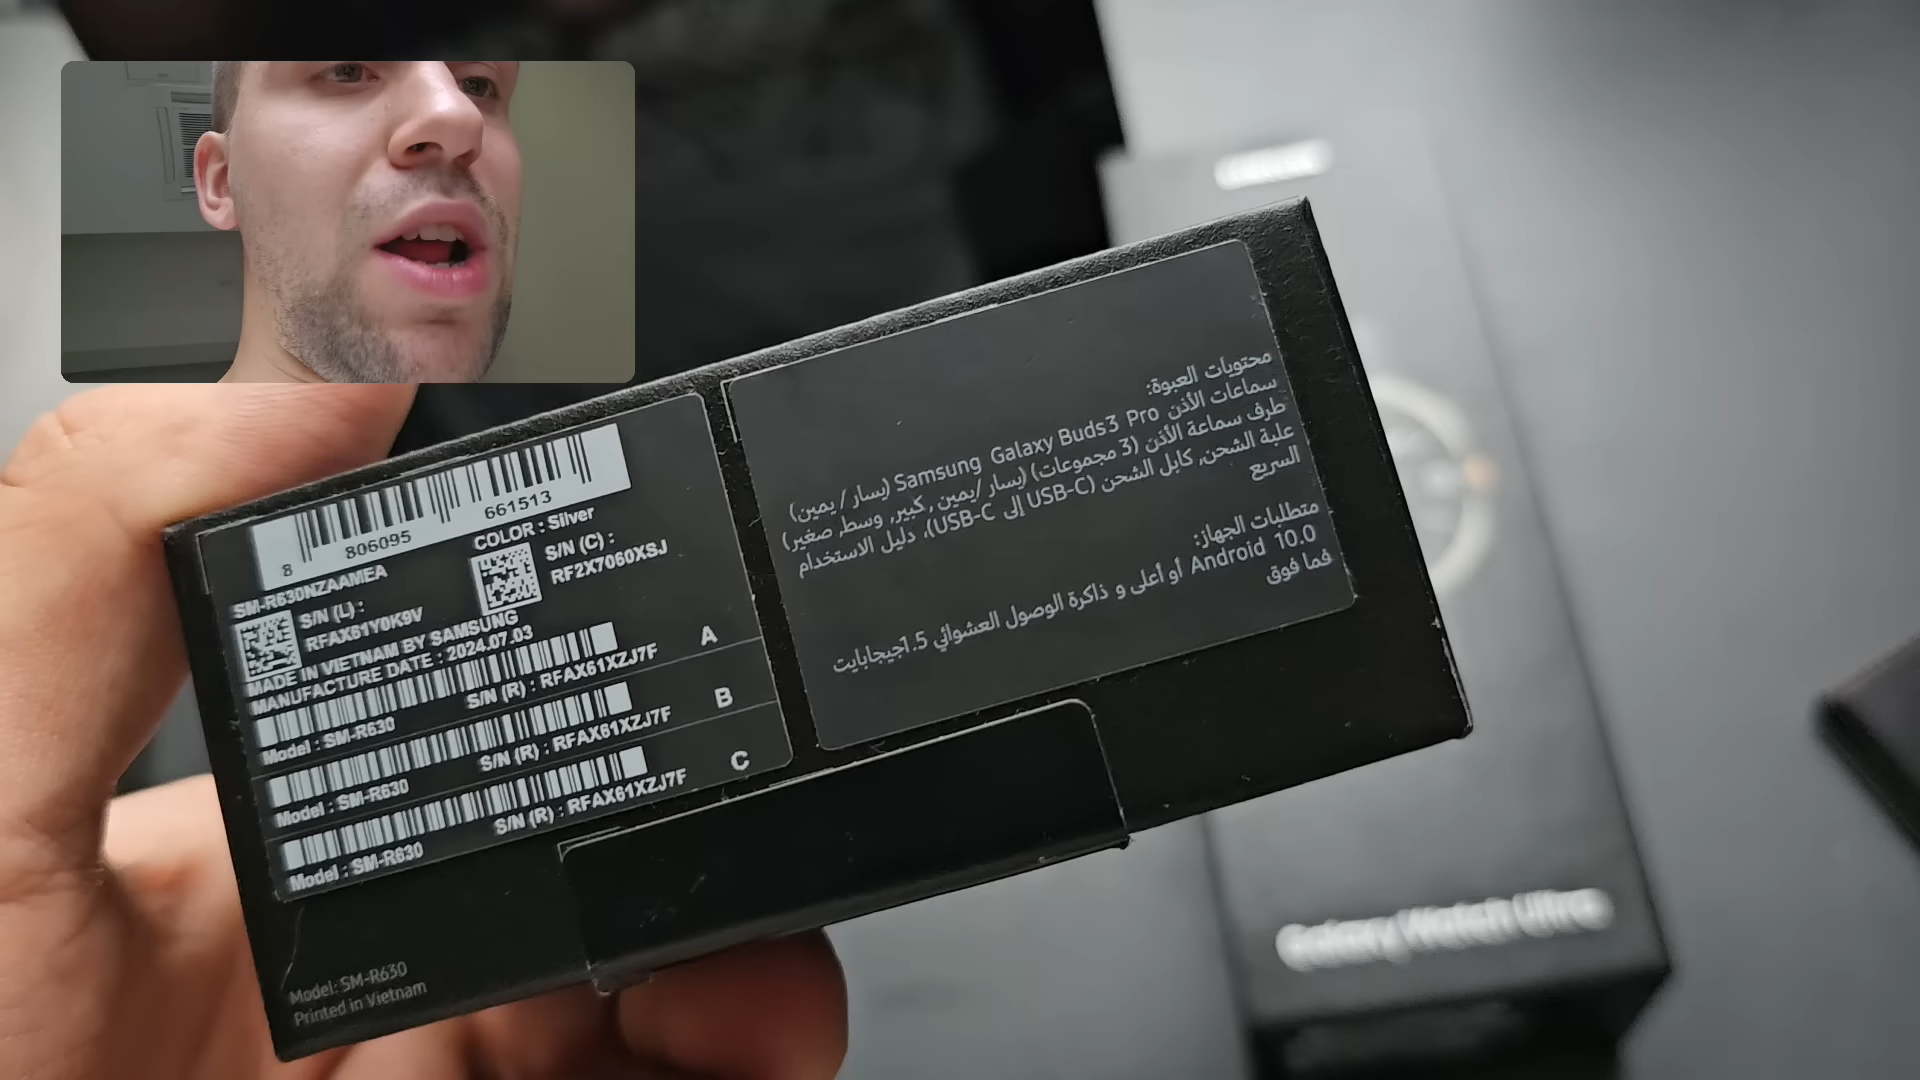 8 806095 661513
SM-R630NZAAMEA
COLOR : Silver
S/N (L) :
RFAX61Y0K9V
S/N (C) :
RF2X7060XSJ
MADE IN VIETNAM BY SAMSUNG
MANUFACTURE DATE : 2024.07.03
A
S/N (R) : RFAX61XZJ7F
Model : SM-R630
B
S/N (R) : RFAX61XZJ7F
Model : SM-R630
C
S/N (R) : RFAX61XZJ7F
Model : SM-R630
Model: SM-R630
Printed in Vietnam
محتويات العبوة:
سماعات الأذن Samsung Galaxy Buds3 Pro (يسار / يمين)
طرف سماعة الأذن (3 مجموعات) (يسار /يمين ,كبير, وسط, صغير)
علبة الشحن, كابل الشحن (USB-C إلى USB-C)، دليل الاستخدام
السريع
متطلبات الجهاز:
Android 10.0 أو أعلى و ذاكرة الوصول العشوائي 1.5جيجابايت
فما فوق
Galaxy Watch Ultra